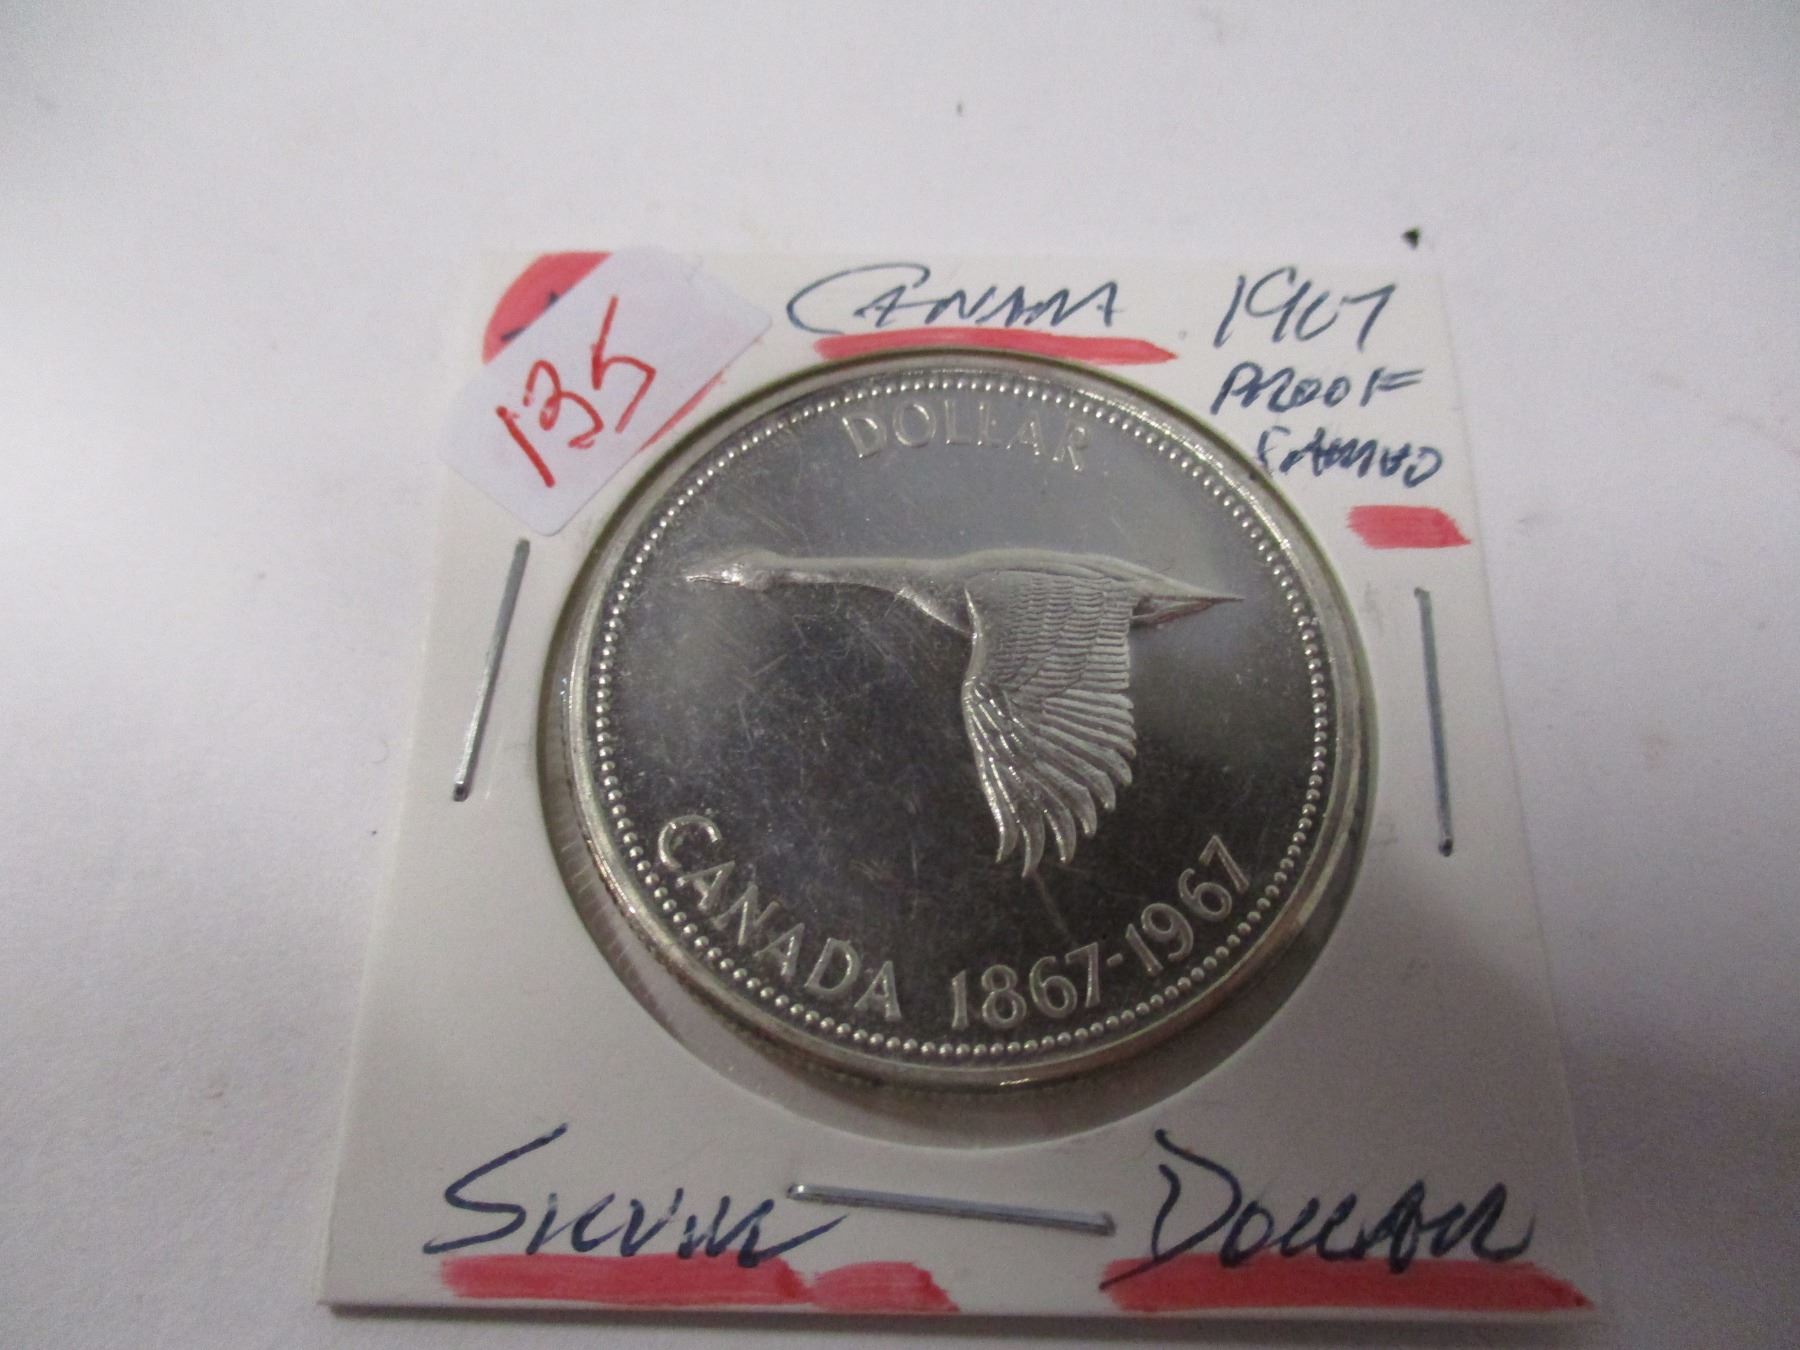 135
CANADA 1967
PROOF
DOLLAR
CANADA 1867-1967
SILVER DOLLAR